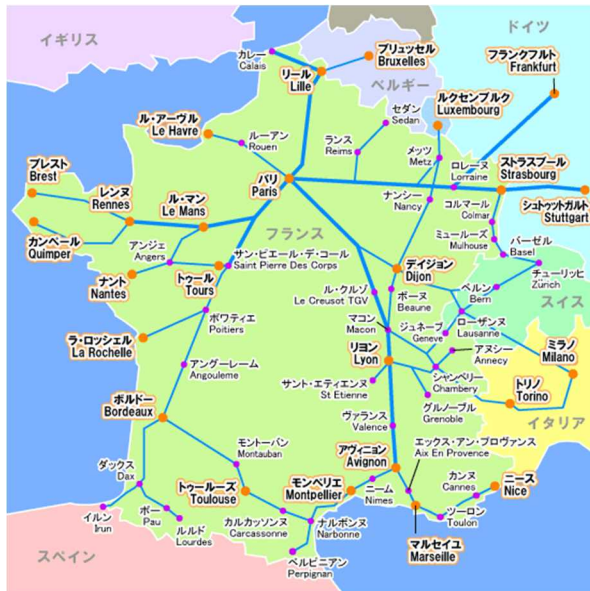 イギリス
ドイツ
カレー
Calais
ブリュッセル
Bruxelles
フランクフルト
Frankfurt
リール
Lille
ベルギー
ル・アーヴル
Le Havre
ルーアン
Rouen
セダン
Sedan
ルクセンブルク
Luxembourg
ランス
Reims
メッツ
Metz
ブレスト
Brest
レンヌ
Rennes
ル・マン
Le Mans
パリ
Paris
ロレーヌ
Lorraine
ストラスブール
Strasbourg
ナンシー
Nancy
コルマール
Colmar
シュトゥットガルト
Stuttgart
カンペール
Quimper
フランス
ミュールーズ
Mulhouse
アンジェ
Angers
サン・ピエール・デ・コール
Saint Pierre Des Corps
バーゼル
Basel
ナント
Nantes
トゥール
Tours
デイジョン
Dijon
チューリッヒ
Zürich
ル・クルゾ
Le Creusot TGV
ボーヌ
Beaune
ベルン
Bern
スイス
ポワティエ
Poitiers
マコン
Macon
ジュネーブ
Geneve
ローザンヌ
Lausanne
ラ・ロッシェル
La Rochelle
リヨン
Lyon
アヌシー
Annecy
ミラノ
Milano
アングーレーム
Angouleme
サント・エティエンヌ
St Etienne
シャンベリー
Chambery
トリノ
Torino
グルノーブル
Grenoble
ボルドー
Bordeaux
ヴァランス
Valence
イタリア
モントーバン
Montauban
アヴィニョン
Avignon
エックス・アン・プロヴァンス
Aix En Provence
ダックス
Dax
トゥールーズ
Toulouse
モンペリエ
Montpellier
ニーム
Nimes
カンヌ
Cannes
ニース
Nice
イルン
Irun
ポー
Pau
ルルド
Lourdes
カルカッソンヌ
Carcassonne
ナルボンヌ
Narbonne
ツーロン
Toulon
スペイン
ペルピニアン
Perpignan
マルセイユ
Marseille